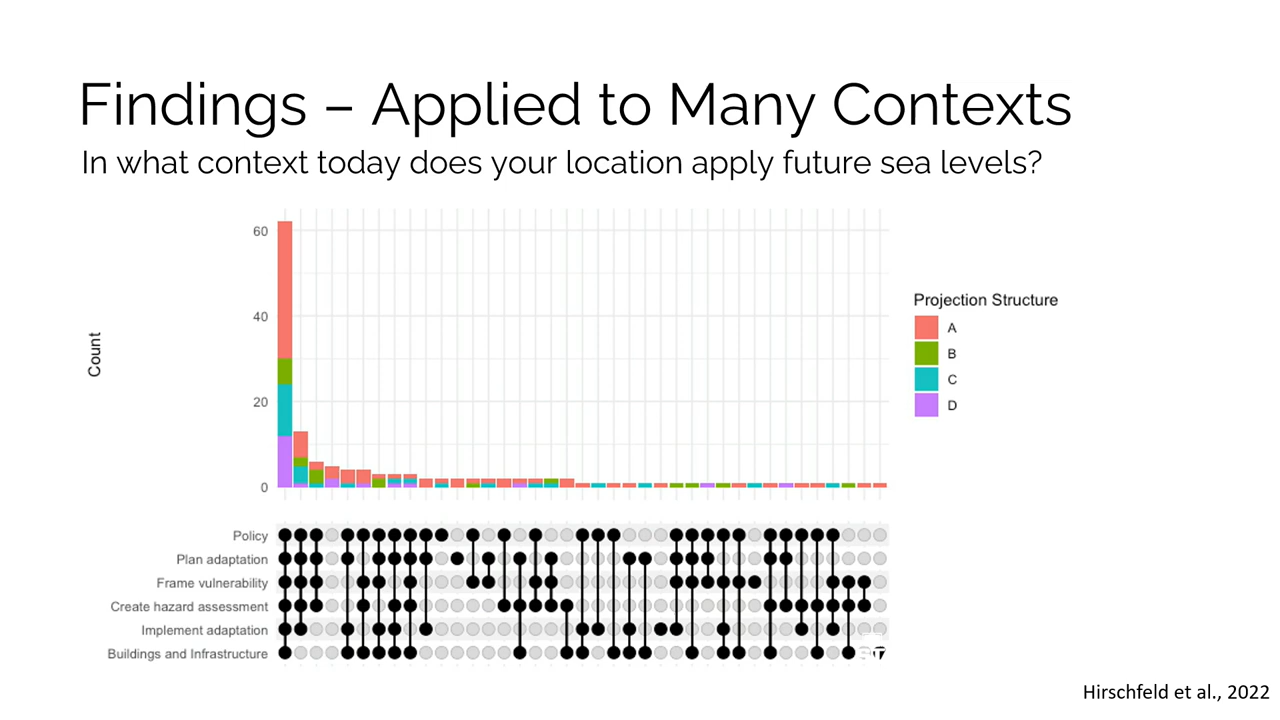 Findings – Applied to Many Contexts
In what context today does your location apply future sea levels?
60
40
20
0
Count
Projection Structure
A
B
C
D
Policy
Plan adaptation
Frame vulnerability
Create hazard assessment
Implement adaptation
Buildings and Infrastructure
Hirschfeld et al., 2022